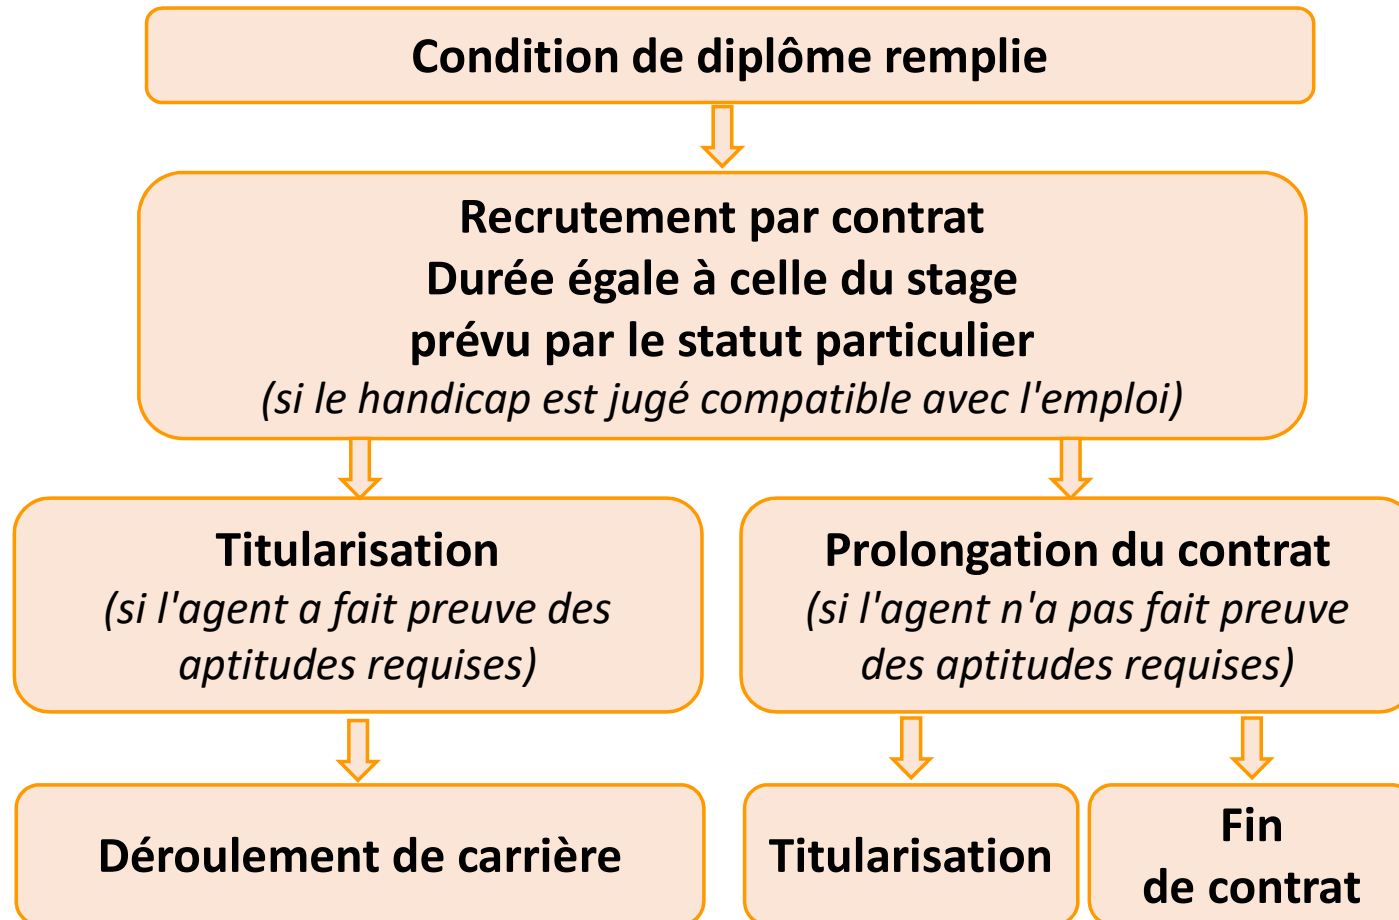 Condition de diplôme remplie
Recrutement par contrat
Durée égale à celle du stage
prévu par le statut particulier
(si le handicap est jugé compatible avec l'emploi)
Titularisation
(si l'agent a fait preuve des
aptitudes requises)
Prolongation du contrat
(si l'agent n'a pas fait preuve
des aptitudes requises)
Déroulement de carrière
Titularisation
Fin
de contrat